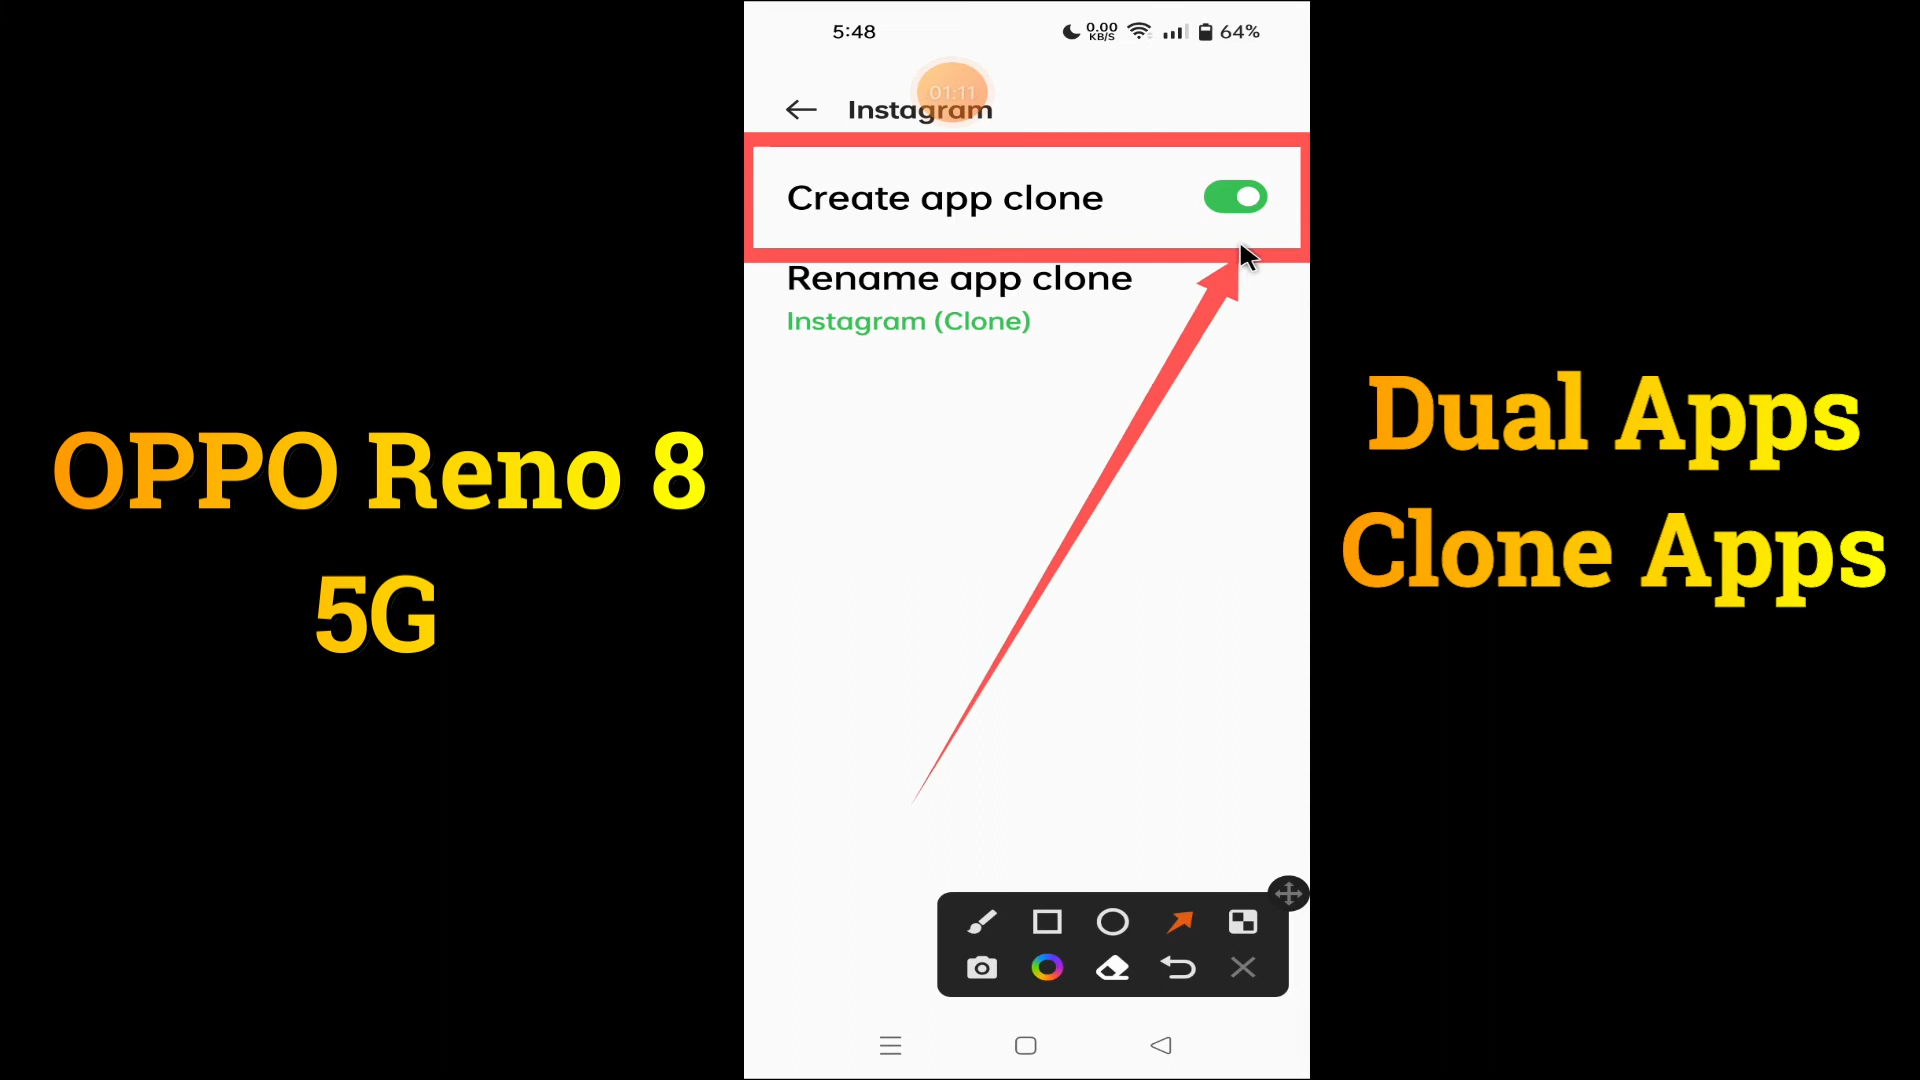 OPPO Reno 8
5G
5:48
0.00
KB/S
64%
01:11
Instagram
Create app clone
Rename app clone
Instagram (Clone)
Dual Apps
Clone Apps